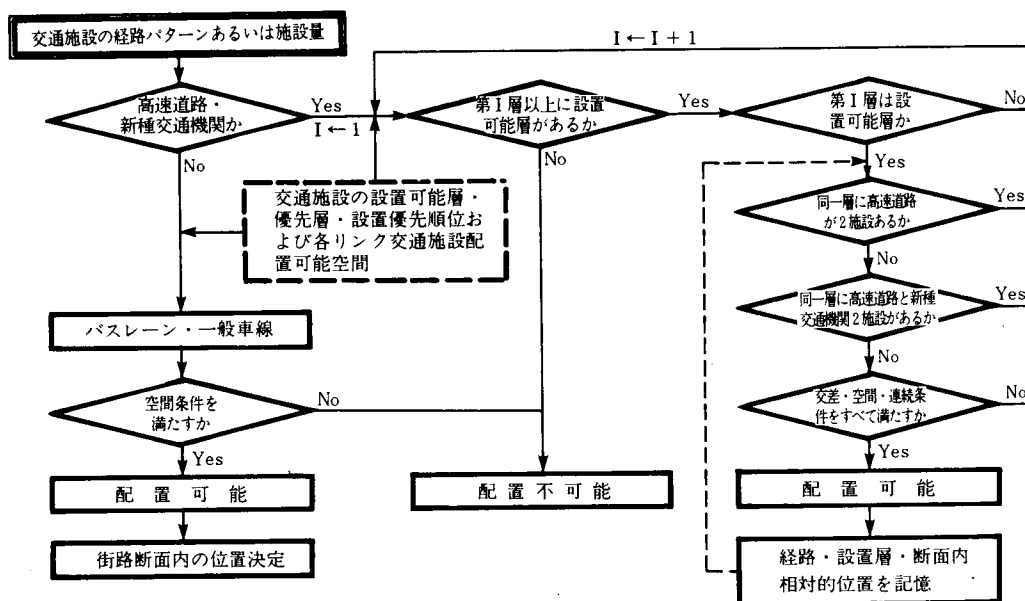 交通施設の経路パターンあるいは施設量
I ← I + 1
高速道路・
新種交通機関か
Yes
I ← 1
No
第I層以上に設置
可能層があるか
Yes
No
第I層は設
置可能層か
No
Yes
交通施設の設置可能層・
優先層・設置優先順位お
よび各リンク交通施設配
置可能空間
同一層に高速道路
が2施設あるか
Yes
No
同一層に高速道路と新種
交通機関2施設があるか
Yes
No
バスレーン・一般車線
空間条件を
満たすか
No
Yes
交差・空間・連続条
件をすべて満たすか
No
Yes
配置可能
配置不可能
配置可能
街路断面内の位置決定
経路・設置層・断面内
相対的位置を記憶